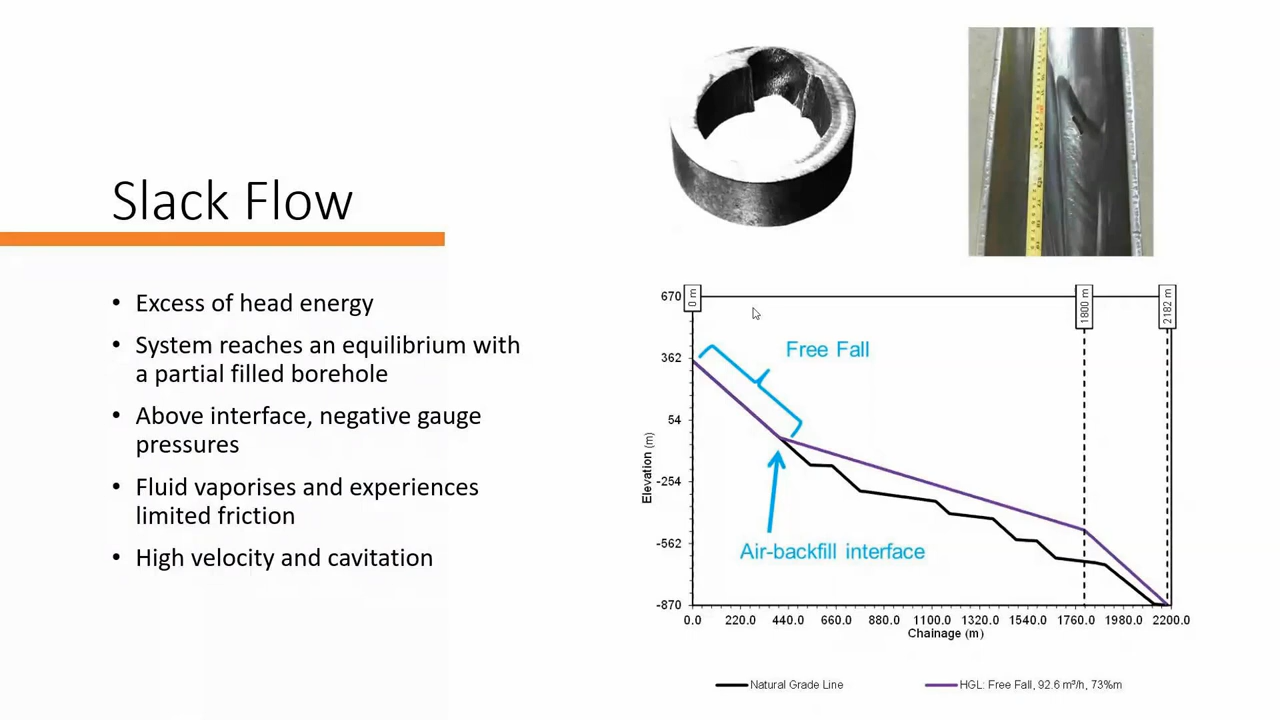 Slack Flow
• Excess of head energy
• System reaches an equilibrium with
a partial filled borehole
• Above interface, negative gauge
pressures
• Fluid vaporises and experiences
limited friction
• High velocity and cavitation
670
362
54
-254
-562
-870
Elevation (m)
0 m
1800 m
2182 m
Free Fall
Air-backfill interface
0.0 220.0 440.0 660.0 880.0 1100.0 1320.0 1540.0 1760.0 1980.0 2200.0
Chainage (m)
Natural Grade Line
HGL: Free Fall, 92.6 m³/h, 73%m